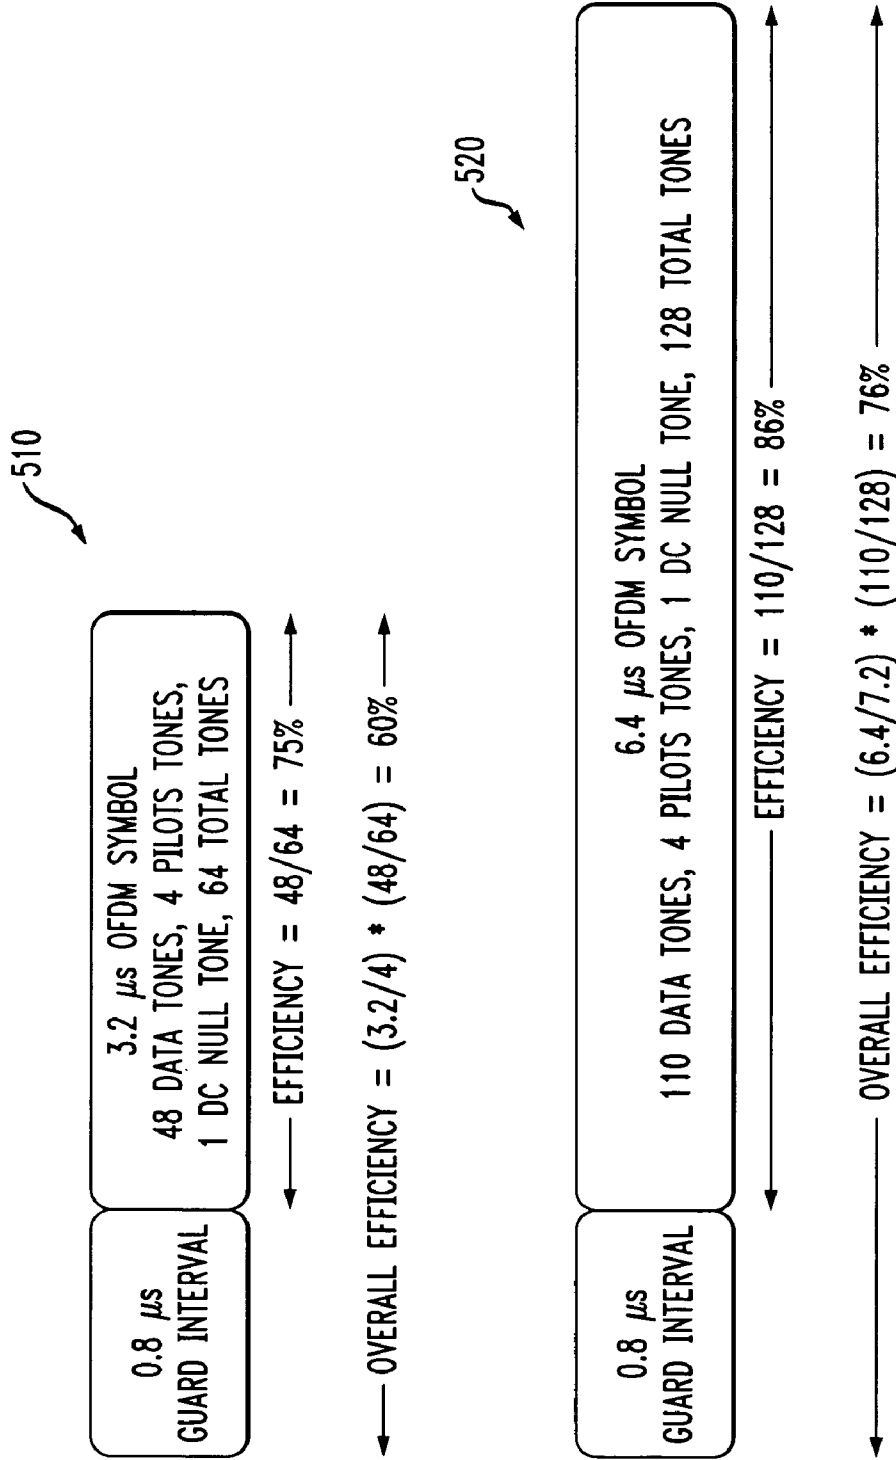 510
0.8 μs
GUARD INTERVAL
3.2 μs OFDM SYMBOL
48 DATA TONES, 4 PILOTS TONES,
1 DC NULL TONE, 64 TOTAL TONES
EFFICIENCY = 48/64 = 75%
OVERALL EFFICIENCY = (3.2/4) * (48/64) = 60%
520
0.8 μs
GUARD INTERVAL
6.4 μs OFDM SYMBOL
110 DATA TONES, 4 PILOTS TONES, 1 DC NULL TONE, 128 TOTAL TONES
EFFICIENCY = 110/128 = 86%
OVERALL EFFICIENCY = (6.4/7.2) * (110/128) = 76%